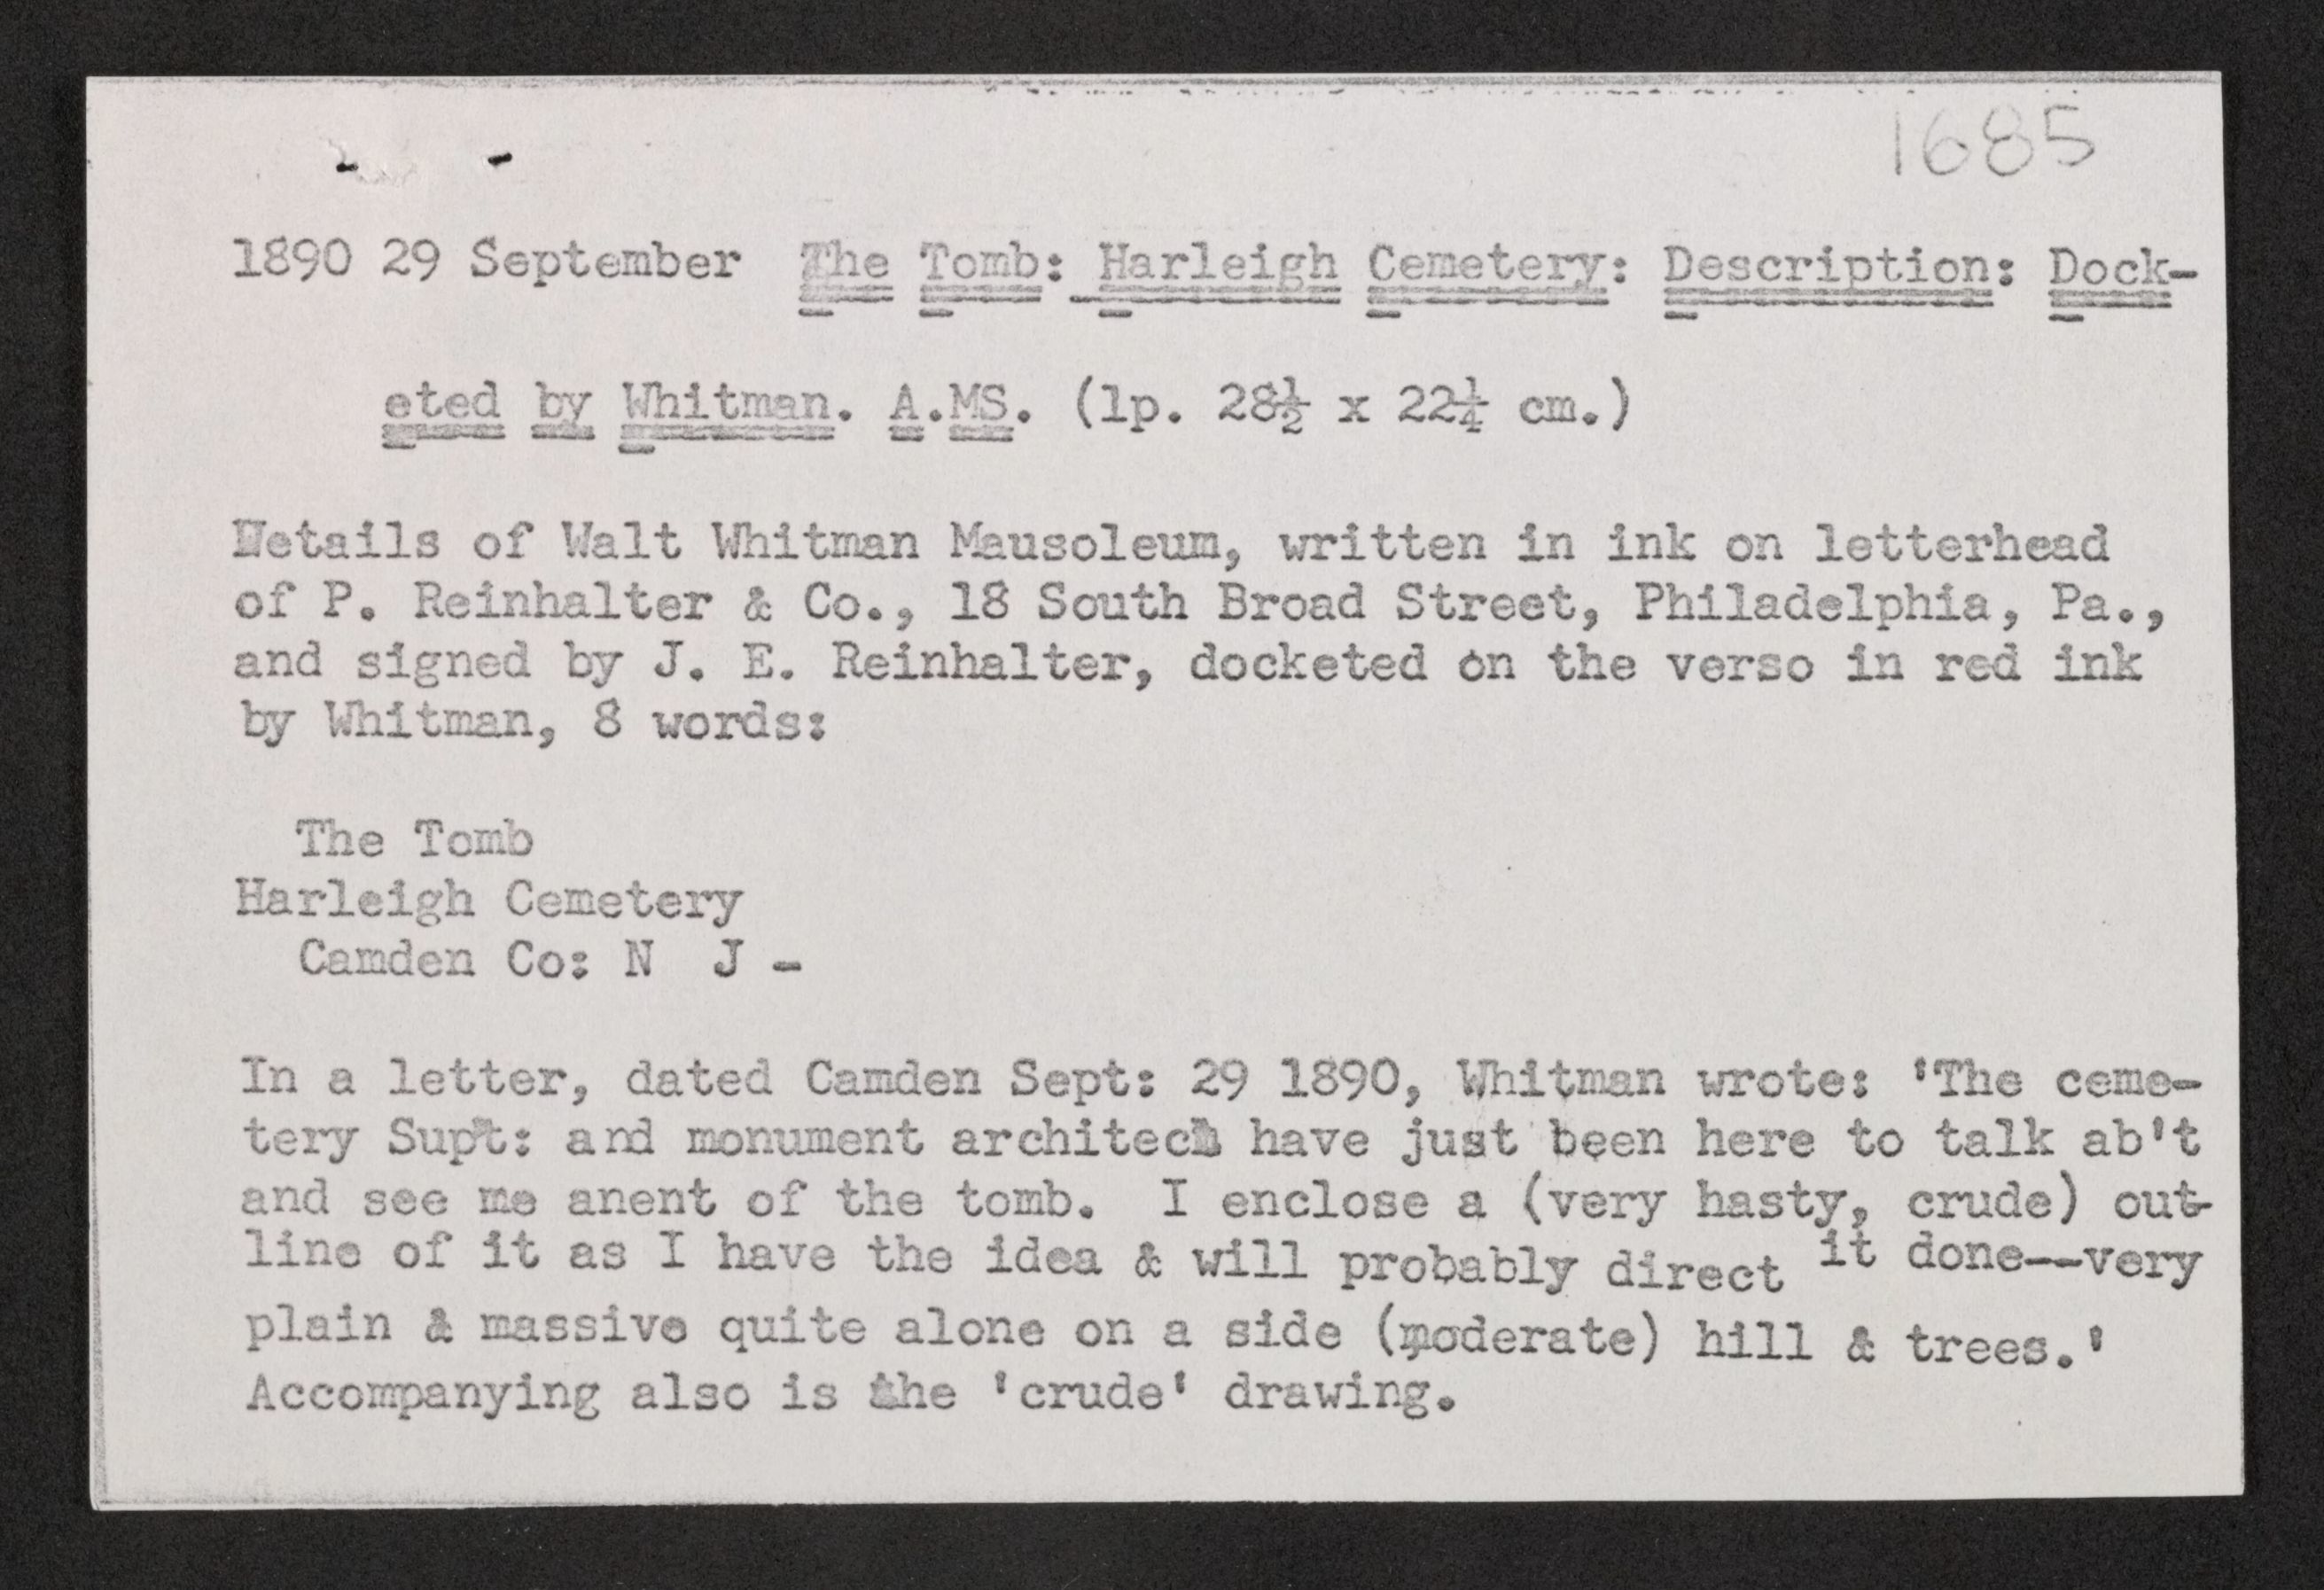 1685
1890 29 September The Tomb: Harleigh Cemetery: Description: Dock-
eted by Whitman. A.MS. (1p. 28½ x 22¼ cm.)
Details of Walt Whitman Mausoleum, written in ink on letterhead
of P. Reinhalter & Co., 18 South Broad Street, Philadelphia, Pa.,
and signed by J. E. Reinhalter, docketed on the verso in red ink
by Whitman, 8 words:
The Tomb
Harleigh Cemetery
Camden Co: N J -
In a letter, dated Camden Sept: 29 1890, Whitman wrote: 'The ceme-
tery Supt: and monument architect have just been here to talk ab't
and see me anent of the tomb. I enclose a (very hasty, crude) out-
line of it as I have the idea & will probably direct it done--very
plain & massive quite alone on a side (moderate) hill & trees.'
Accompanying also is the 'crude' drawing.